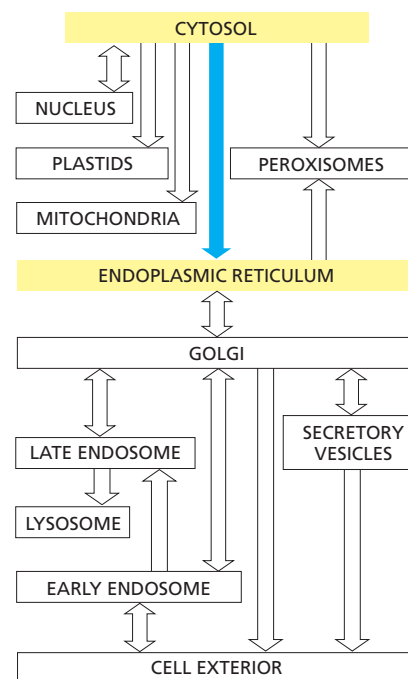 CYTOSOL
NUCLEUS
PLASTIDS
PEROXISOMES
MITOCHONDRIA
ENDOPLASMIC RETICULUM
GOLGI
LATE ENDOSOME
SECRETORY
VESICLES
LYSOSOME
EARLY ENDOSOME
CELL EXTERIOR